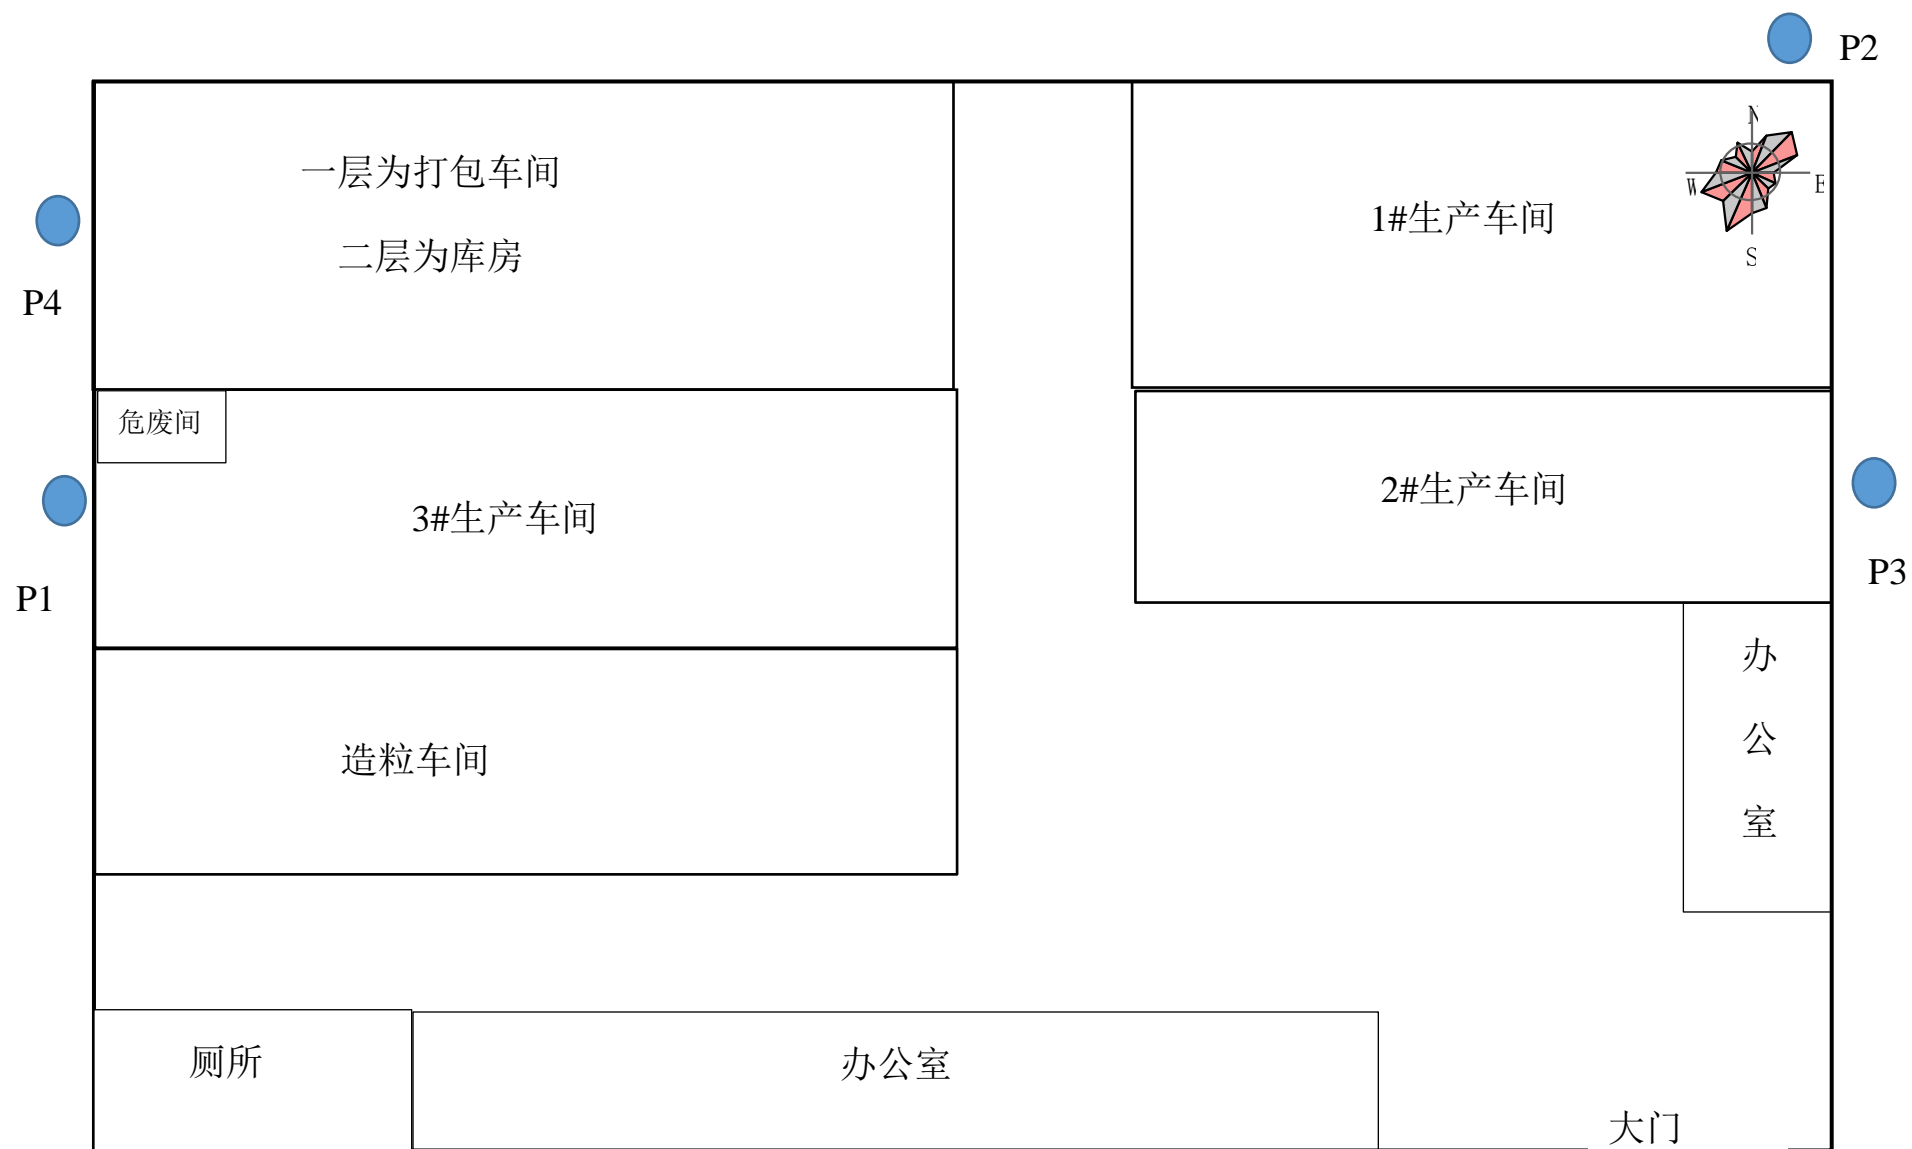 P2
N
一层为打包车间
W
E
1#生产车间
二层为库房
S
P4
危废间
2#生产车间
3#生产车间
P3
P1
办
公
室
造粒车间
厕所
办公室
大门